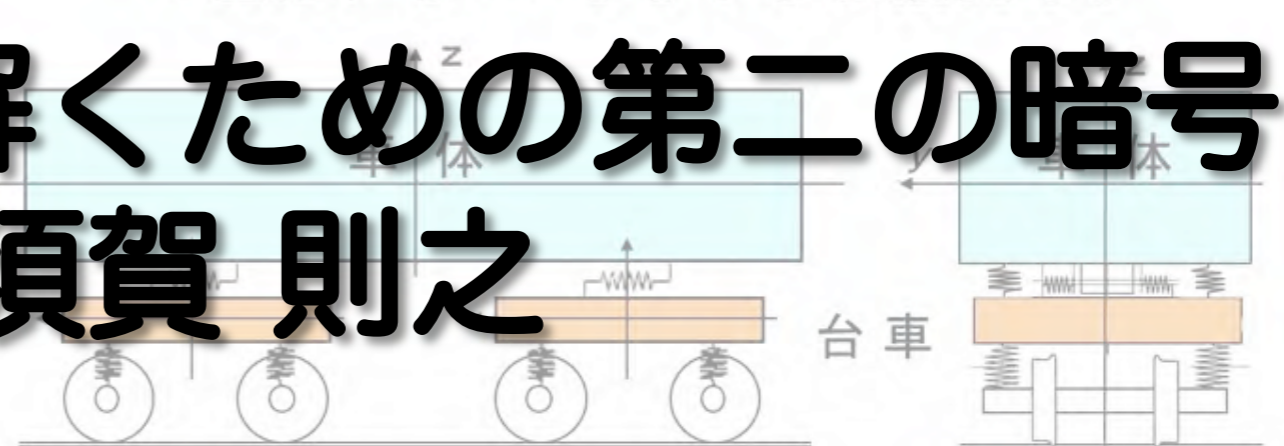 解くための第二の暗号
須賀 則之
z
車 体
y
車 体
台 車